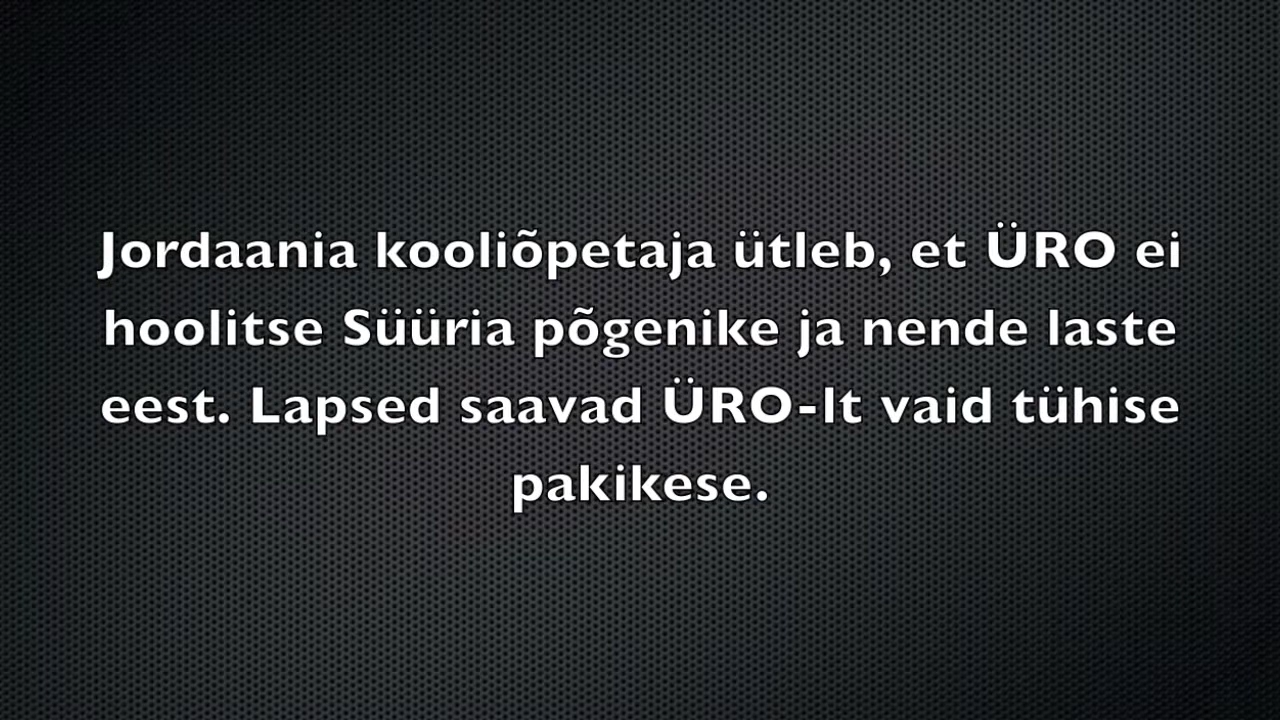 Jordaania kooliõpetaja ütleb, et ÜRO ei
hoolitse Süüria põgenike ja nende laste
eest. Lapsed saavad ÜRO-lt vaid tühise
pakikese.